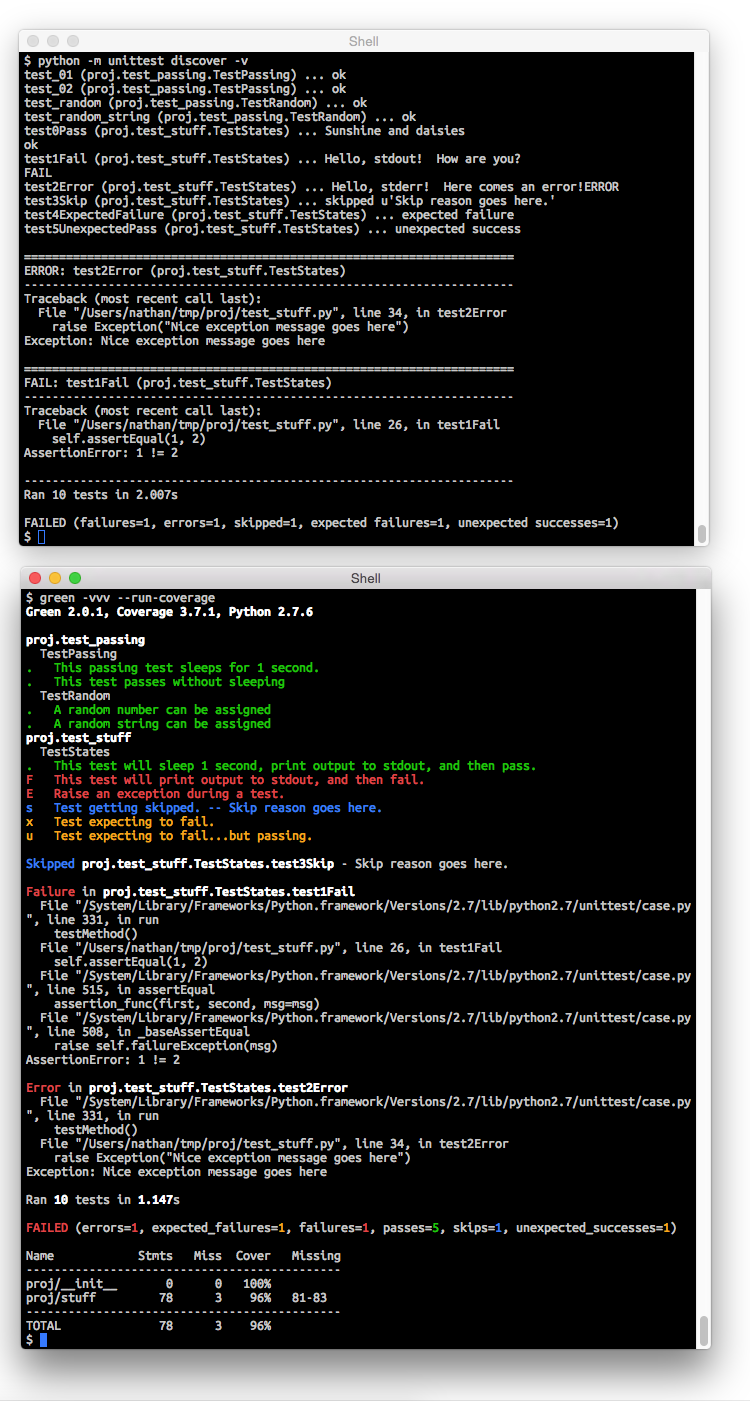 Shell
$ python -m unittest discover -v
test_01 (proj.test_passing.TestPassing) ... ok
test_02 (proj.test_passing.TestPassing) ... ok
test_random (proj.test_passing.TestRandom) ... ok
test_random_string (proj.test_passing.TestRandom) ... ok
test0Pass (proj.test_stuff.TestStates) ... Sunshine and daisies
ok
test1Fail (proj.test_stuff.TestStates) ... Hello, stdout!  How are you?
FAIL
test2Error (proj.test_stuff.TestStates) ... Hello, stderr!  Here comes an error!ERROR
test3Skip (proj.test_stuff.TestStates) ... skipped u'Skip reason goes here.'
test4ExpectedFailure (proj.test_stuff.TestStates) ... expected failure
test5UnexpectedPass (proj.test_stuff.TestStates) ... unexpected success
======================================================================
ERROR: test2Error (proj.test_stuff.TestStates)
----------------------------------------------------------------------
Traceback (most recent call last):
  File "/Users/nathan/tmp/proj/test_stuff.py", line 34, in test2Error
    raise Exception("Nice exception message goes here")
Exception: Nice exception message goes here
======================================================================
FAIL: test1Fail (proj.test_stuff.TestStates)
----------------------------------------------------------------------
Traceback (most recent call last):
  File "/Users/nathan/tmp/proj/test_stuff.py", line 26, in test1Fail
    self.assertEqual(1, 2)
AssertionError: 1 != 2
----------------------------------------------------------------------
Ran 10 tests in 2.007s
FAILED (failures=1, errors=1, skipped=1, expected failures=1, unexpected successes=1)
$
Shell
$ green -vvv --run-coverage
Green 2.0.1, Coverage 3.7.1, Python 2.7.6
proj.test_passing
  TestPassing
.   This passing test sleeps for 1 second.
.   This test passes without sleeping
  TestRandom
.   A random number can be assigned
.   A random string can be assigned
proj.test_stuff
  TestStates
.   This test will sleep 1 second, print output to stdout, and then pass.
F   This test will print output to stdout, and then fail.
E   Raise an exception during a test.
s   Test getting skipped. -- Skip reason goes here.
x   Test expecting to fail.
u   Test expecting to fail...but passing.
Skipped proj.test_stuff.TestStates.test3Skip - Skip reason goes here.
Failure in proj.test_stuff.TestStates.test1Fail
  File "/System/Library/Frameworks/Python.framework/Versions/2.7/lib/python2.7/unittest/case.py
", line 331, in run
    testMethod()
  File "/Users/nathan/tmp/proj/test_stuff.py", line 26, in test1Fail
    self.assertEqual(1, 2)
  File "/System/Library/Frameworks/Python.framework/Versions/2.7/lib/python2.7/unittest/case.py
", line 515, in assertEqual
    assertion_func(first, second, msg=msg)
  File "/System/Library/Frameworks/Python.framework/Versions/2.7/lib/python2.7/unittest/case.py
", line 508, in _baseAssertEqual
    raise self.failureException(msg)
AssertionError: 1 != 2
Error in proj.test_stuff.TestStates.test2Error
  File "/System/Library/Frameworks/Python.framework/Versions/2.7/lib/python2.7/unittest/case.py
", line 331, in run
    testMethod()
  File "/Users/nathan/tmp/proj/test_stuff.py", line 34, in test2Error
    raise Exception("Nice exception message goes here")
Exception: Nice exception message goes here
Ran 10 tests in 1.147s
FAILED (errors=1, expected_failures=1, failures=1, passes=5, skips=1, unexpected_successes=1)
Name            Stmts   Miss  Cover   Missing
---------------------------------------------
proj/__init__       0      0   100%
proj/stuff         78      3    96%   81-83
---------------------------------------------
TOTAL              78      3    96%
$